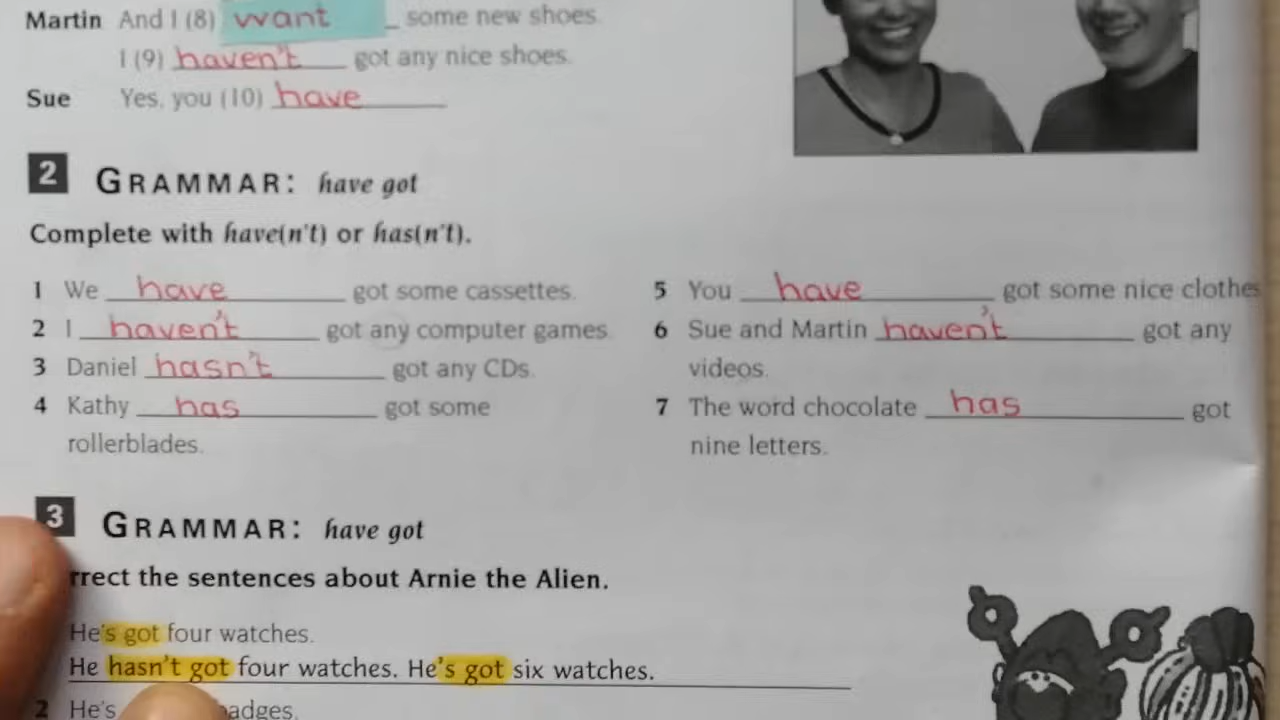 Martin And I (8) want _ some new shoes.
I (9) haven't got any nice shoes.
Sue Yes, you (10) have
2 GRAMMAR: have got
Complete with have(n't) or has(n't).
1 We have got some cassettes.
2 I haven't got any computer games.
3 Daniel hasn't got any CDs.
4 Kathy has got some
rollerblades.
5 You have got some nice clothes
6 Sue and Martin haven't got any
videos.
7 The word chocolate has got
nine letters.
3 GRAMMAR: have got
rrect the sentences about Arnie the Alien.
He's got four watches.
He hasn't got four watches. He's got six watches.
2 He's adges.